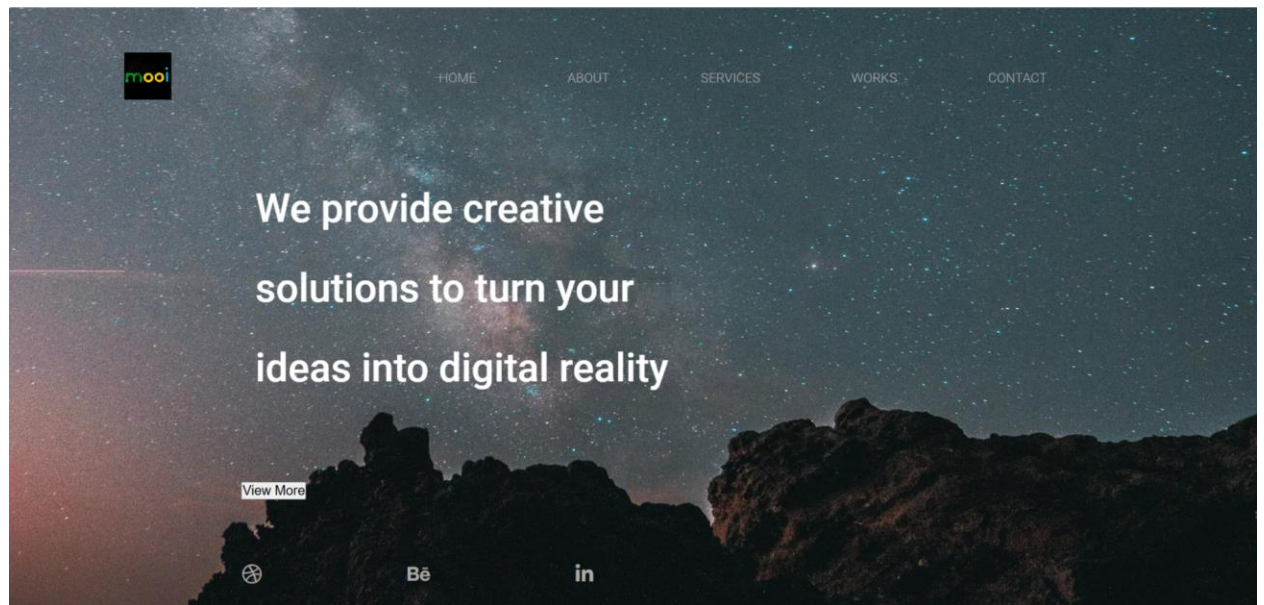 mooi
HOME ABOUT SERVICES WORKS CONTACT
We provide creative
solutions to turn your
ideas into digital reality
View More
Bē in